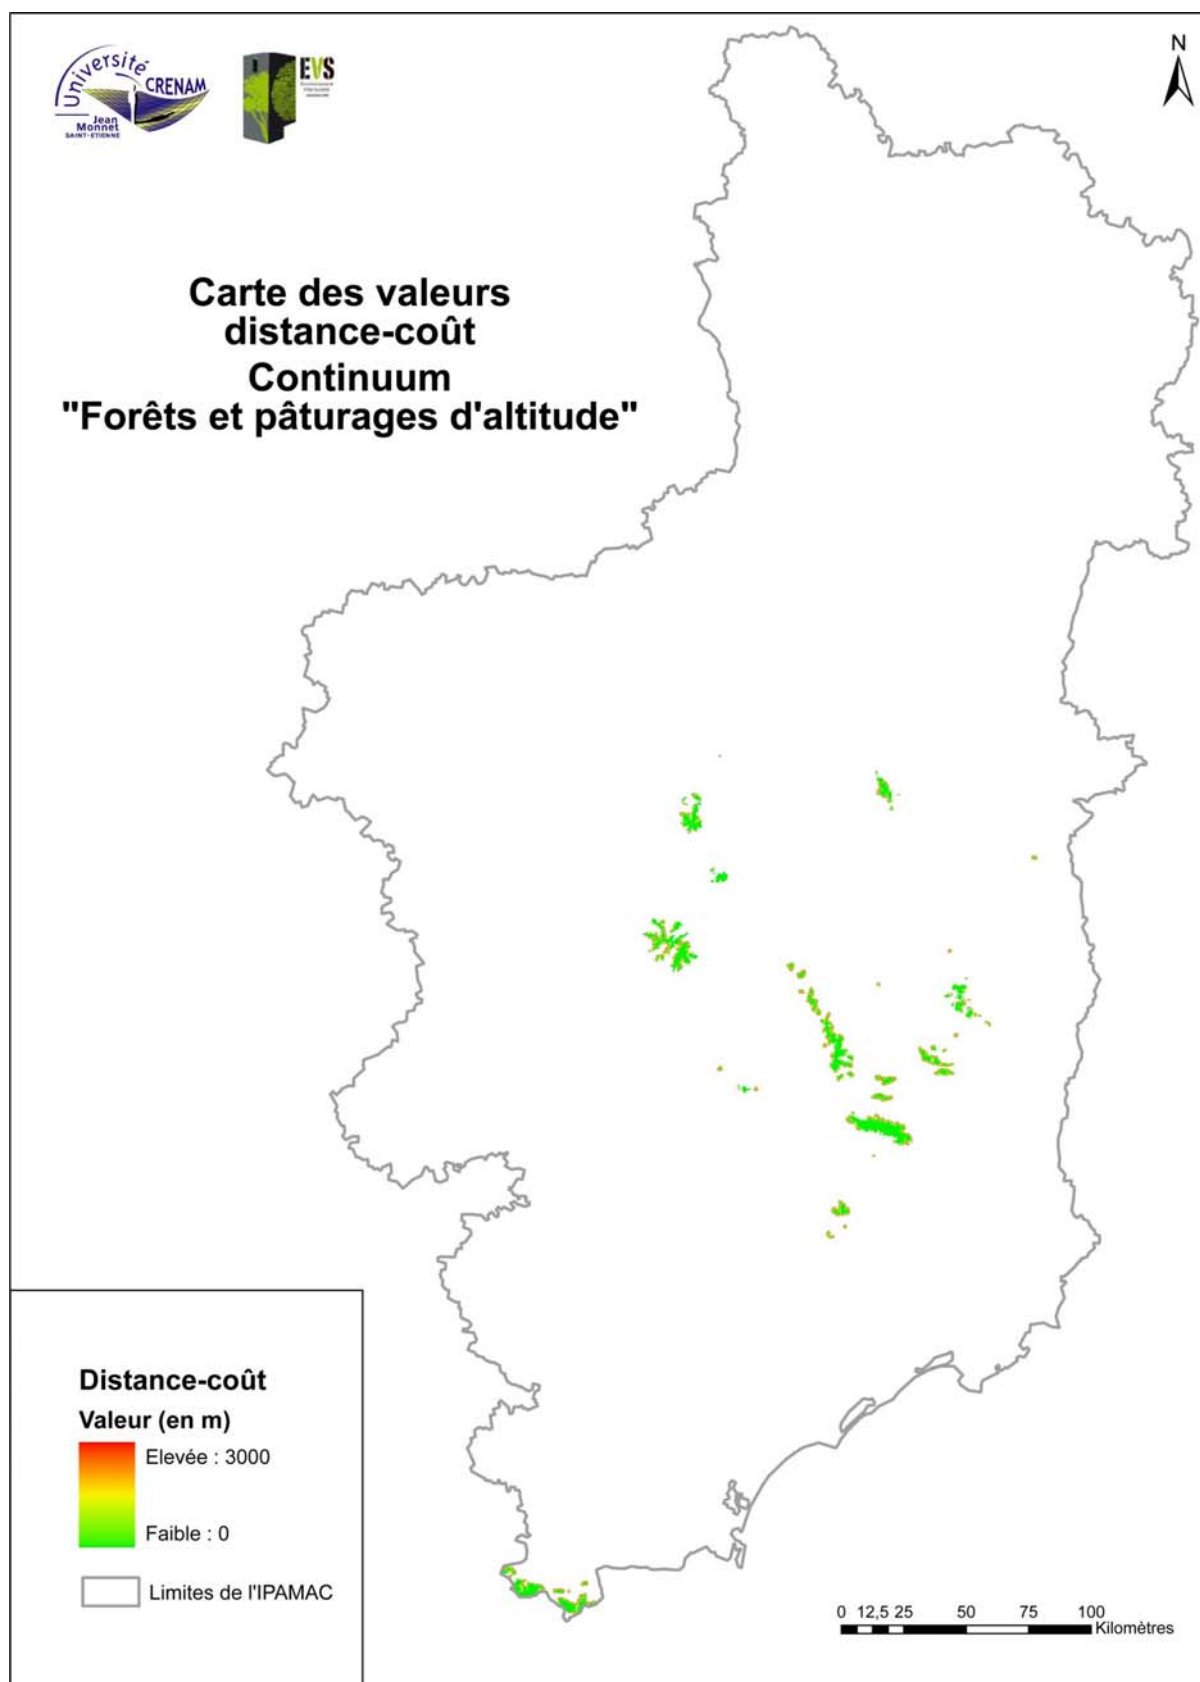 Université
CRENAM
Jean
Monnet
SAINT-ETIENNE
EVS
N
Carte des valeurs
distance-coût
Continuum
"Forêts et pâturages d'altitude"
Distance-coût
Valeur (en m)
Elevée : 3000
Faible : 0
Limites de l'IPAMAC
0 12,5 25 50 75 100
Kilomètres